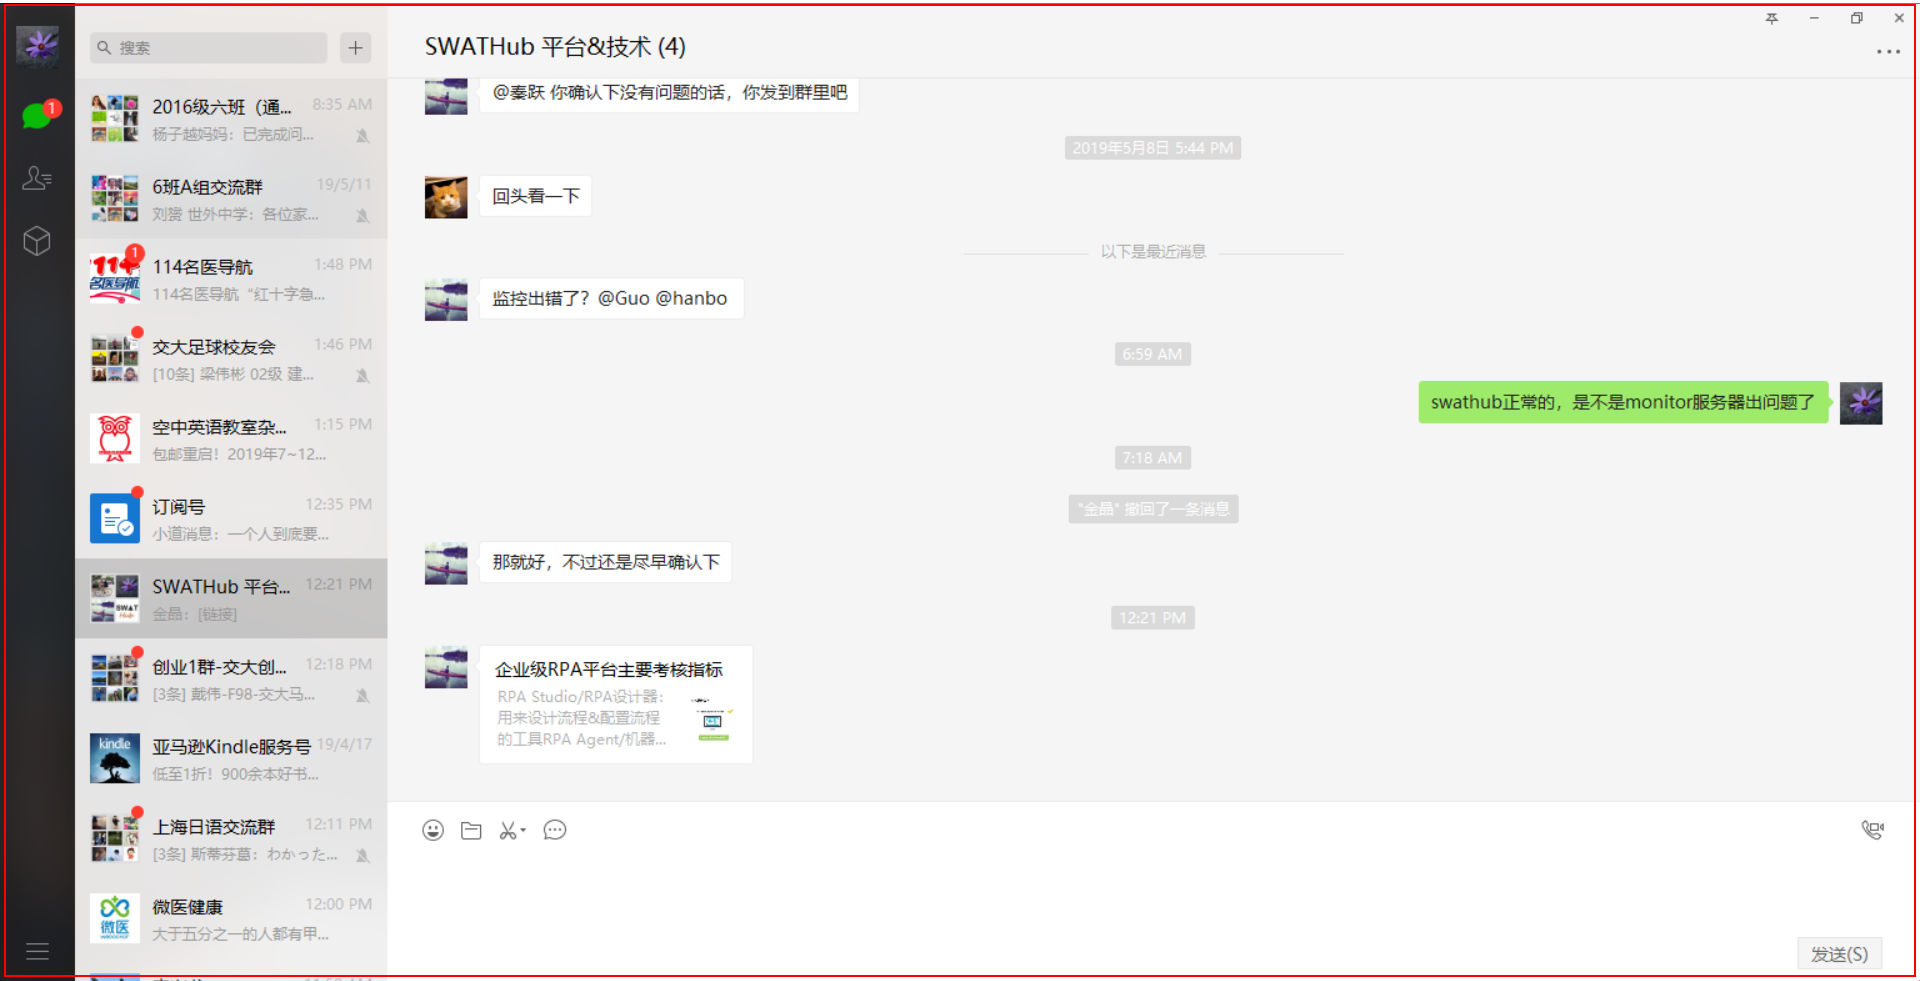 搜索
2016级六班（通...
8:35 AM
杨子越妈妈：已完成问...
6班A组交流群
19/5/11
刘赟 世外中学：各位家...
1
1
114名医导航
1:48 PM
114名医导航 “红十字急...
交大足球校友会
1:46 PM
[10条] 梁伟彬 02级 建...
空中英语教室杂...
1:15 PM
包邮重启！2019年7~12...
订阅号
12:35 PM
小道消息：一个人到底要...
SWATHub 平台...
12:21 PM
金晶：[链接]
创业1群-交大创...
12:18 PM
[3条] 戴伟-F98-交大马...
kindle
亚马逊Kindle服务号
19/4/17
低至1折！900余本好书...
上海日语交流群
12:11 PM
[3条] 斯蒂芬葛：わかった...
微医
微医健康
12:00 PM
大于五分之一的人都有甲...
SWATHub 平台&技术 (4)
@秦跃 你确认下没有问题的话，你发到群里吧
2019年5月8日 5:44 PM
回头看一下
以下是最近消息
监控出错了？@Guo @hanbo
6:59 AM
swathub正常的，是不是monitor服务器出问题了
7:18 AM
"金晶" 撤回了一条消息
那就好，不过还是尽早确认下
12:21 PM
企业级RPA平台主要考核指标
RPA Studio/RPA设计器：
用来设计流程&配置流程
的工具RPA Agent/机器...
发送(S)